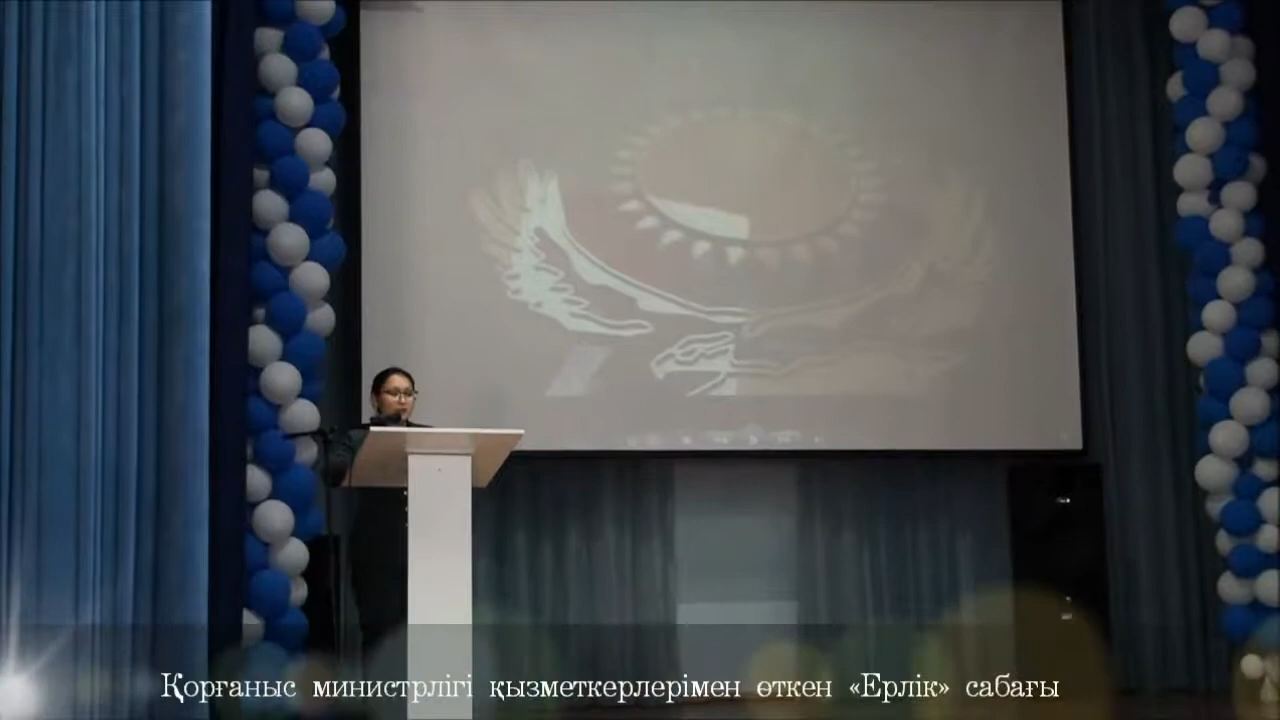 Қорғаныс министрлігі қызметкерлерімен өткен «Ерлік» сабағы